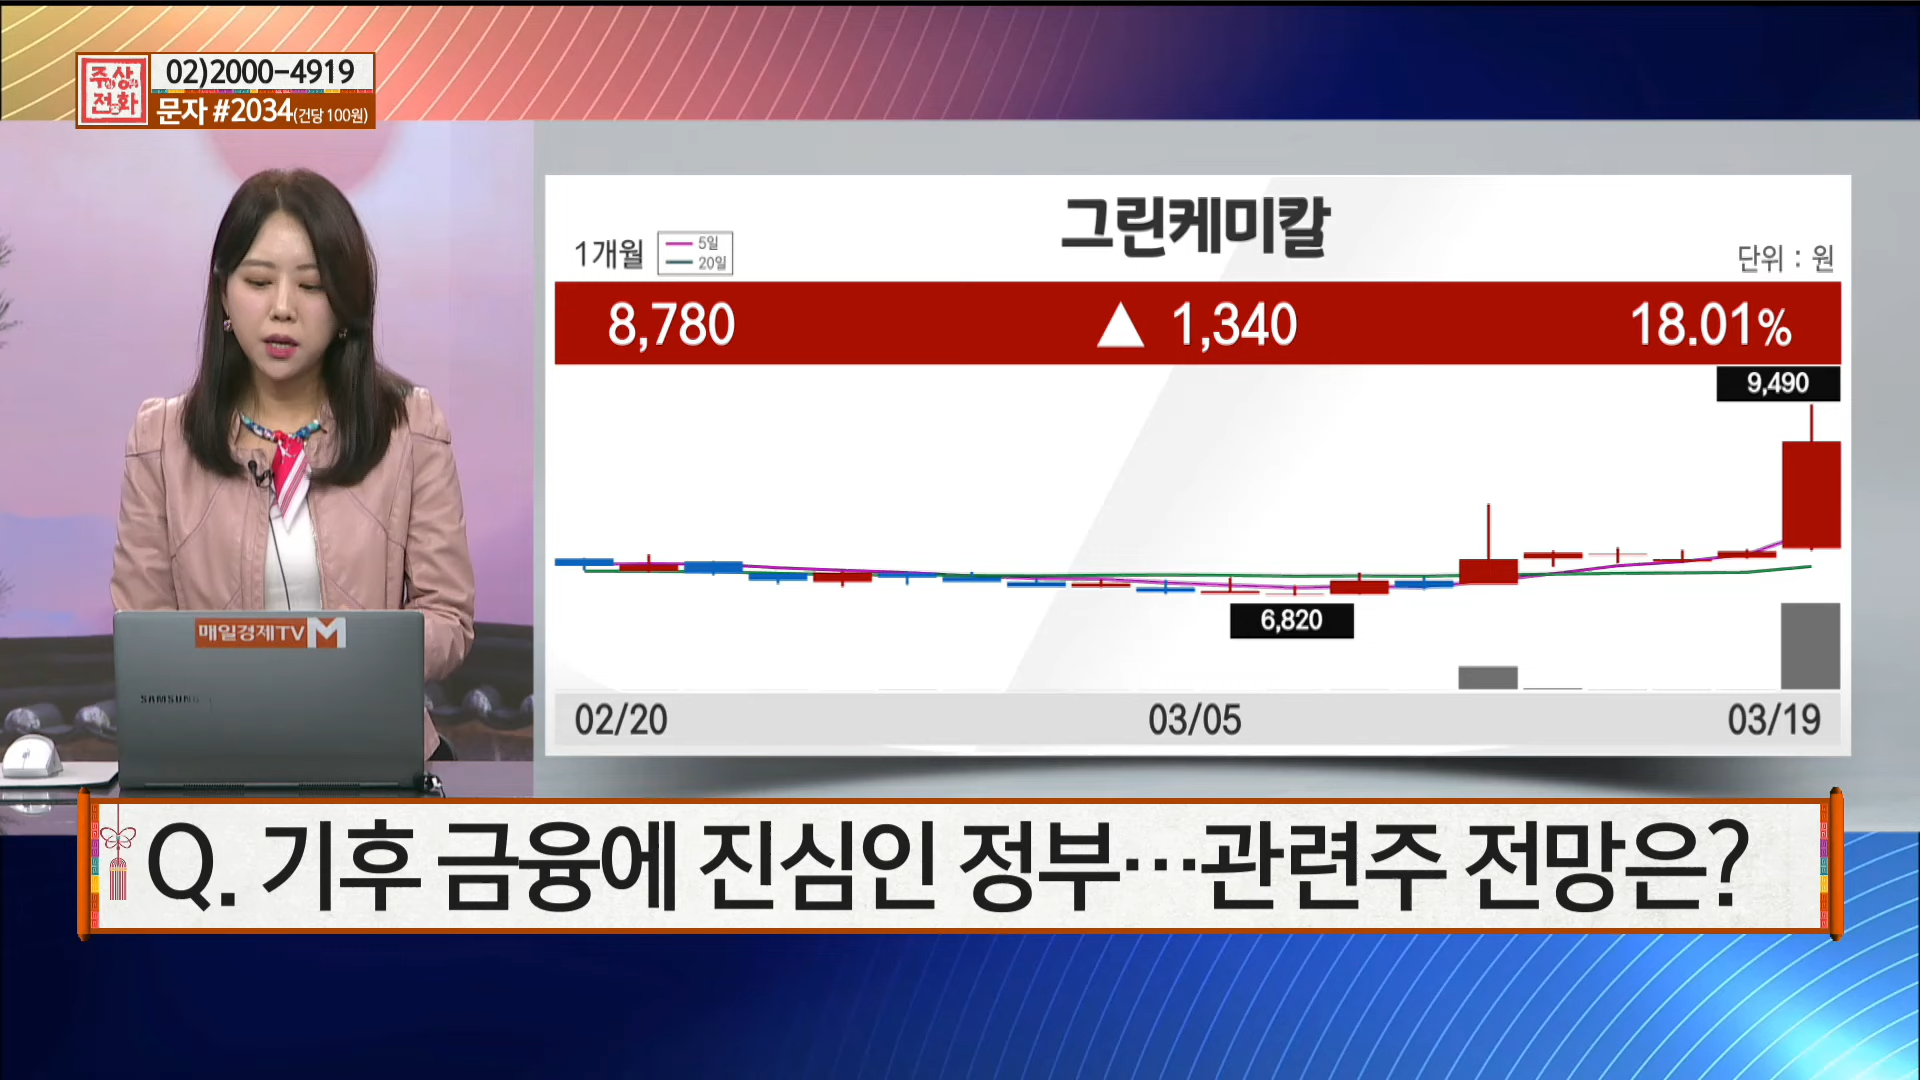 주상
전화
02)2000-4919
문자 #2034(건당 100원)
그린케미칼
1개월
5일
20일
단위 : 원
8,780 ▲ 1,340 18.01%
9,490
6,820
02/20 03/05 03/19
매일경제TV M
SAMSUNG
Q. 기후 금융에 진심인 정부…관련주 전망은?